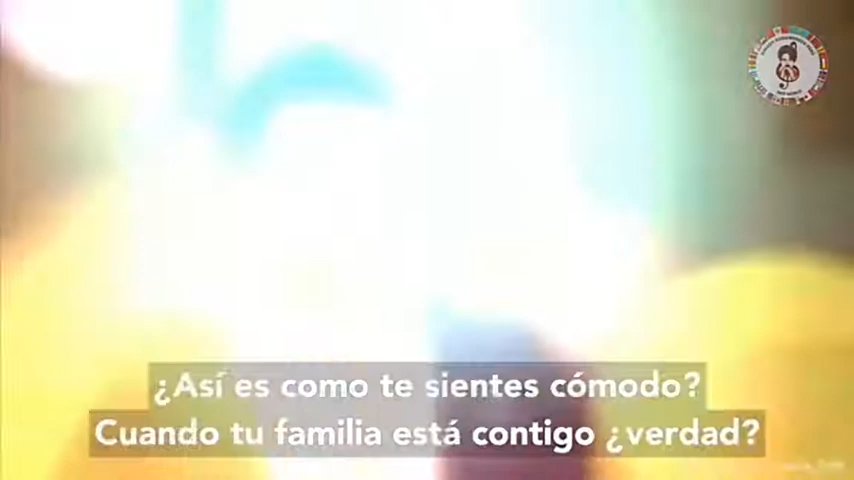 ¿Así es como te sientes cómodo?
Cuando tu familia está contigo ¿verdad?